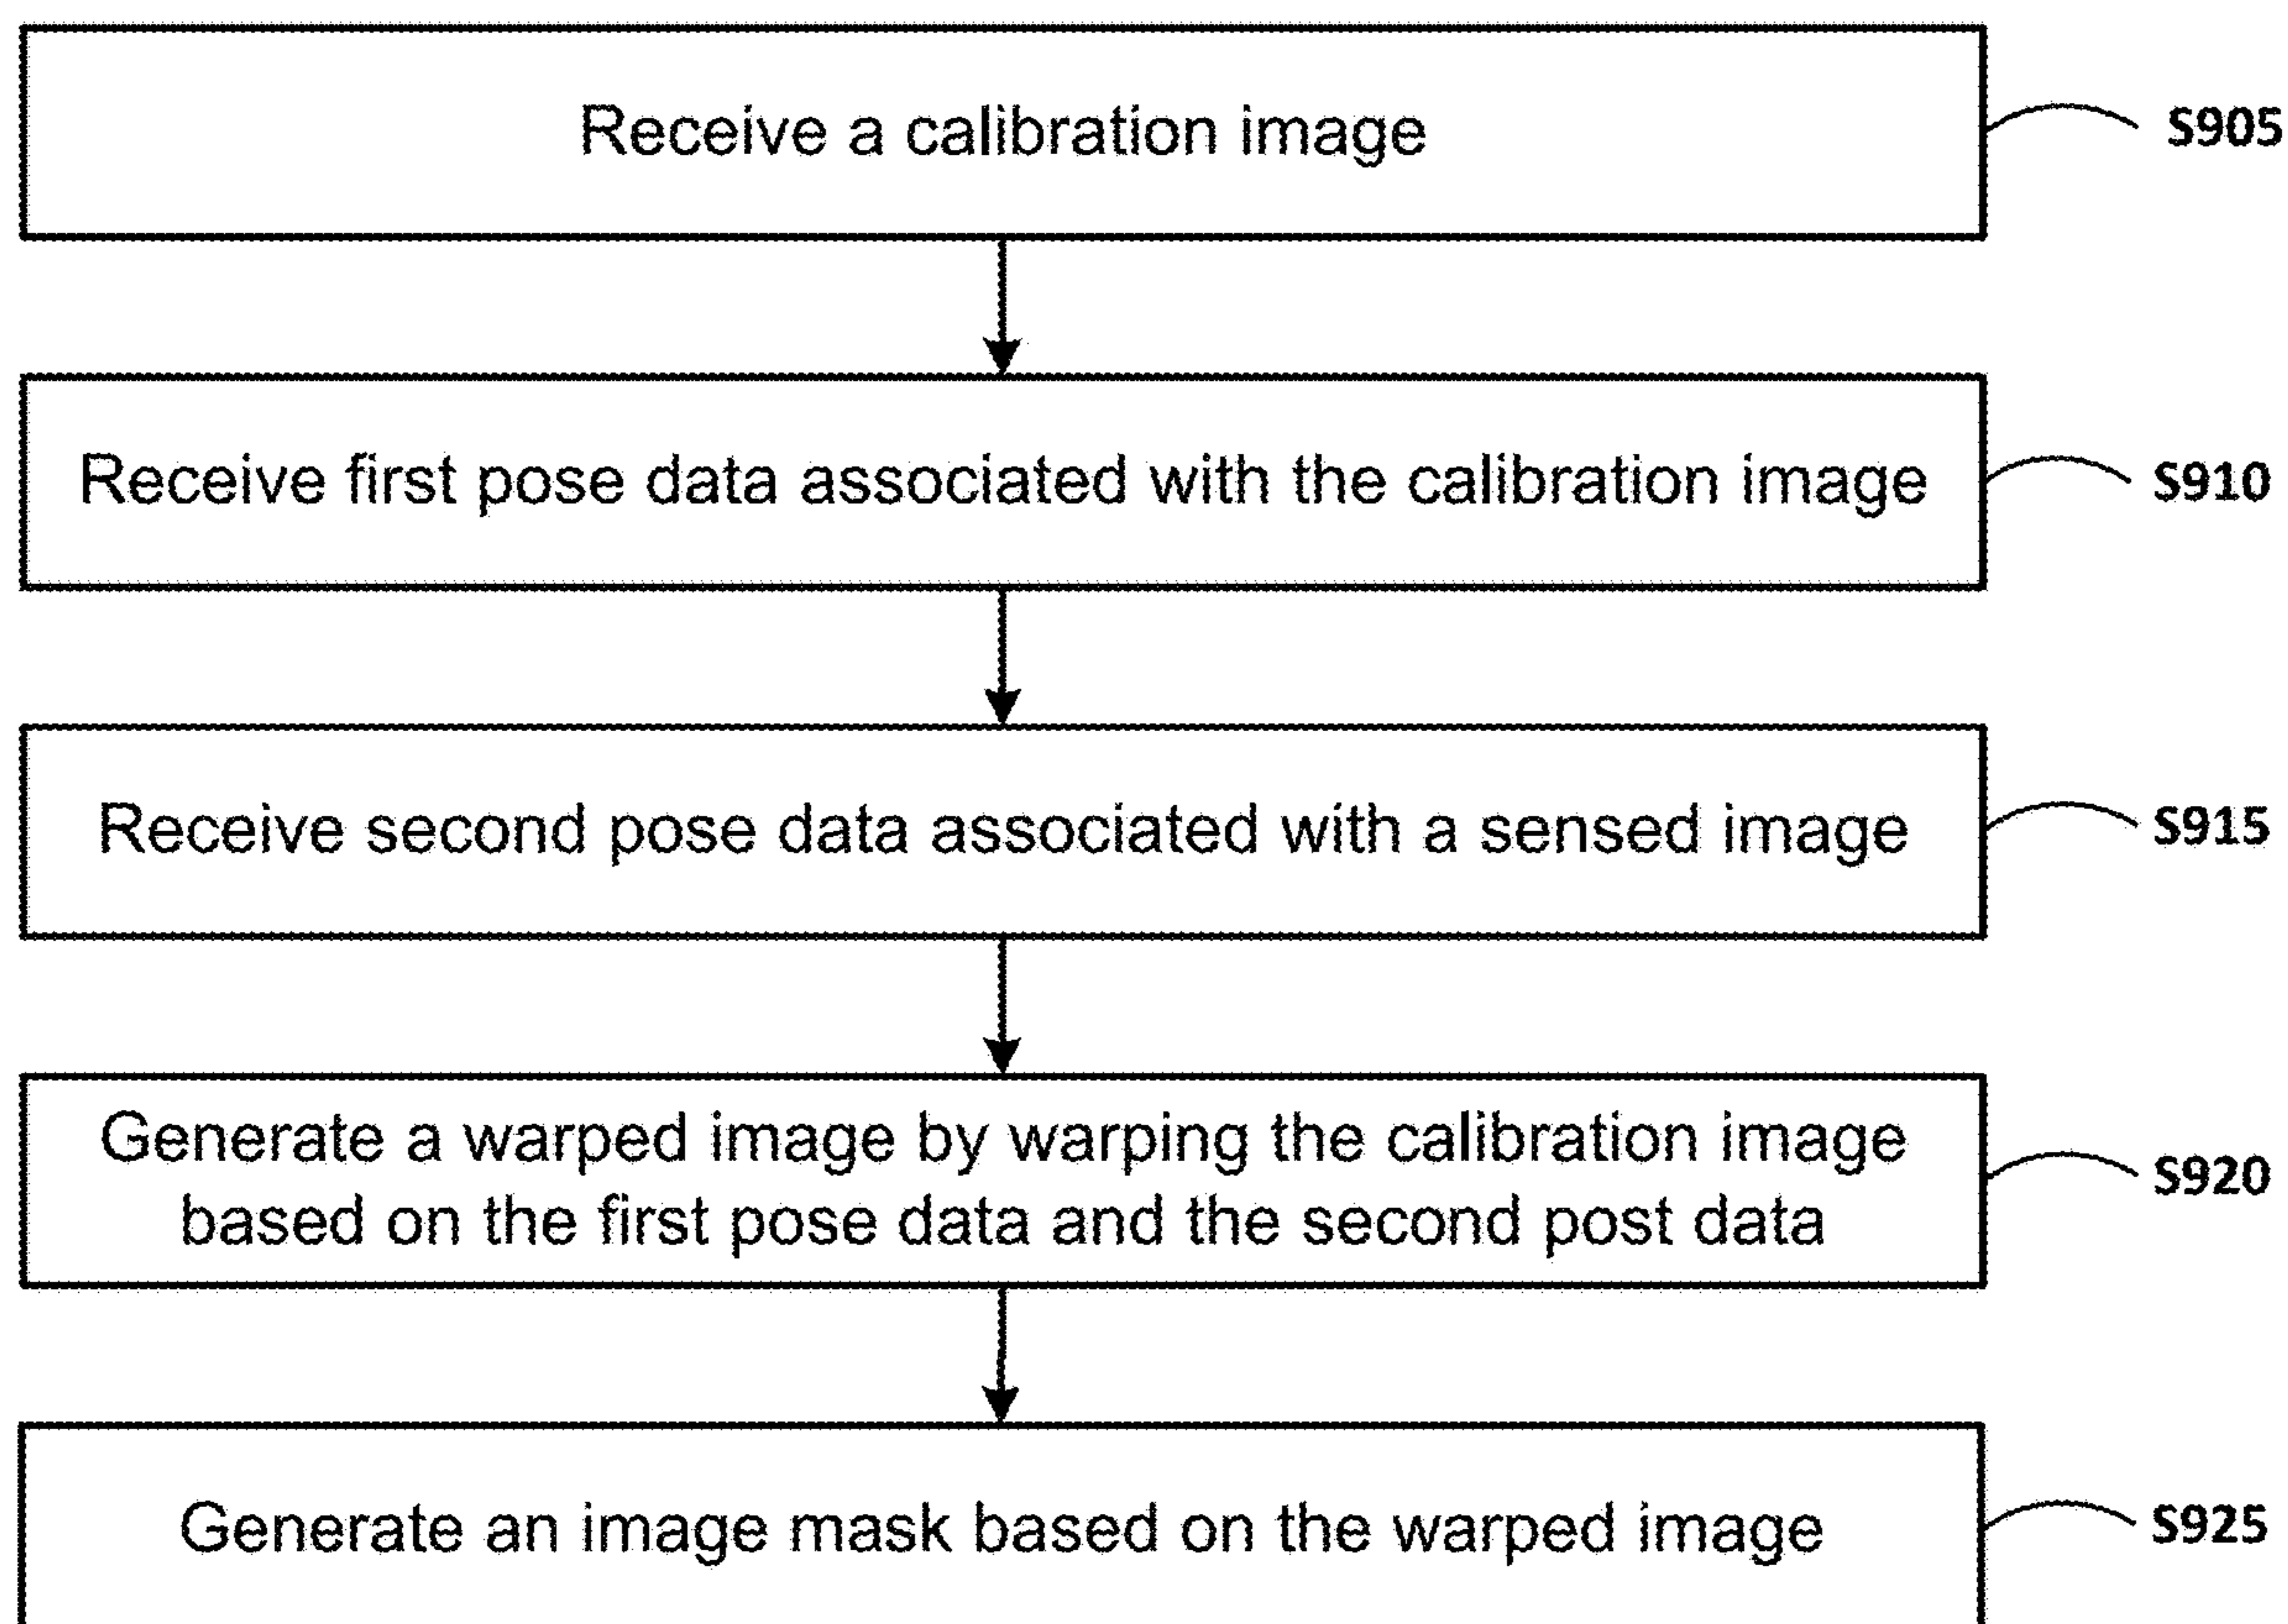 Receive a calibration image
S905
Receive first pose data associated with the calibration image
S910
Receive second pose data associated with a sensed image
S915
Generate a warped image by warping the calibration image
based on the first pose data and the second post data
S920
Generate an image mask based on the warped image
S925